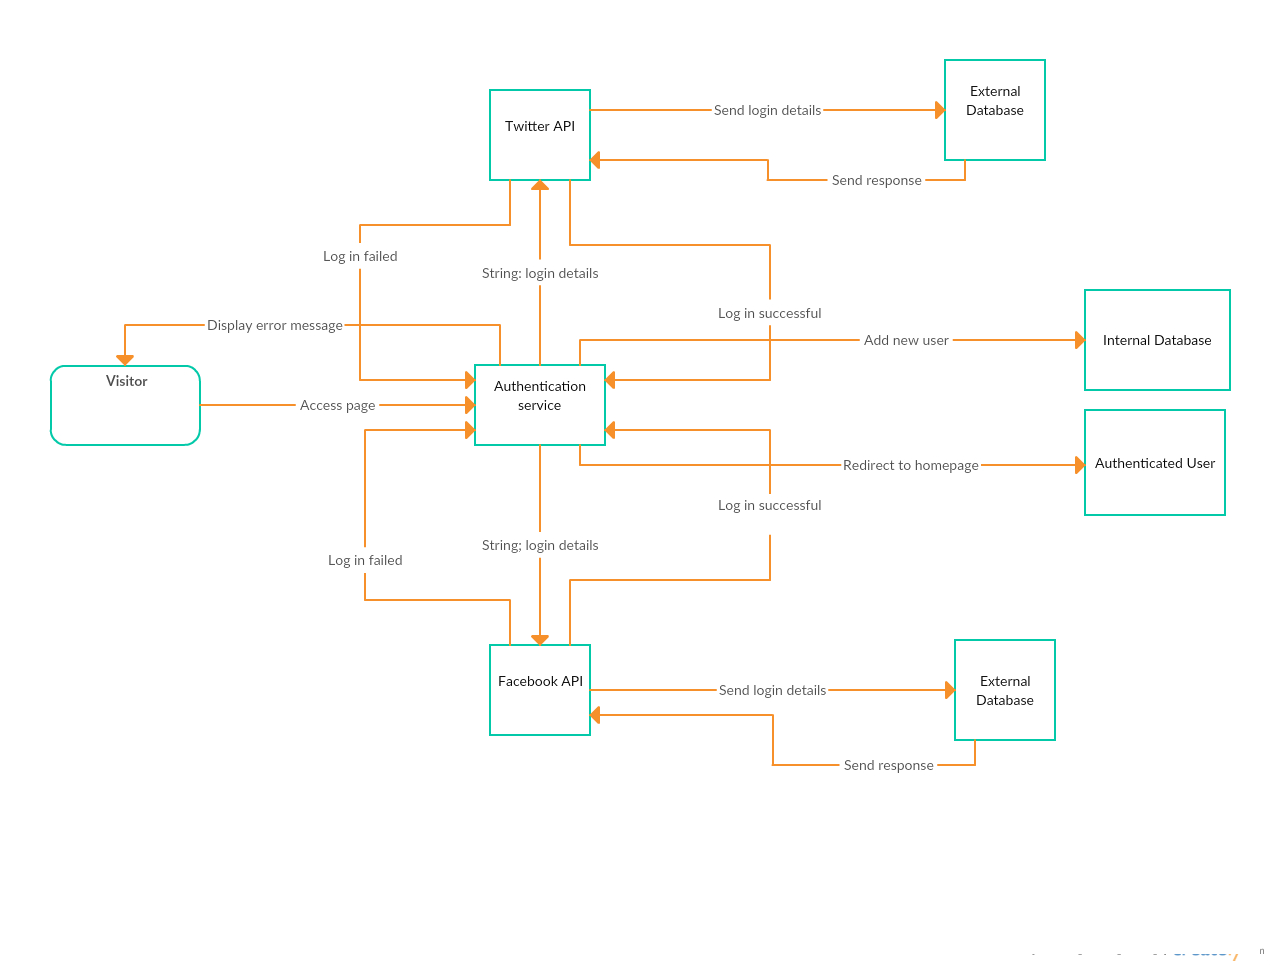 External
Database
Send login details
Twitter API
Send response
Log in failed
String: login details
Log in successful
Display error message
Add new user
Internal Database
Visitor
Authentication
service
Access page
Redirect to homepage
Authenticated User
Log in successful
String; login details
Log in failed
Facebook API
External
Database
Send login details
Send response